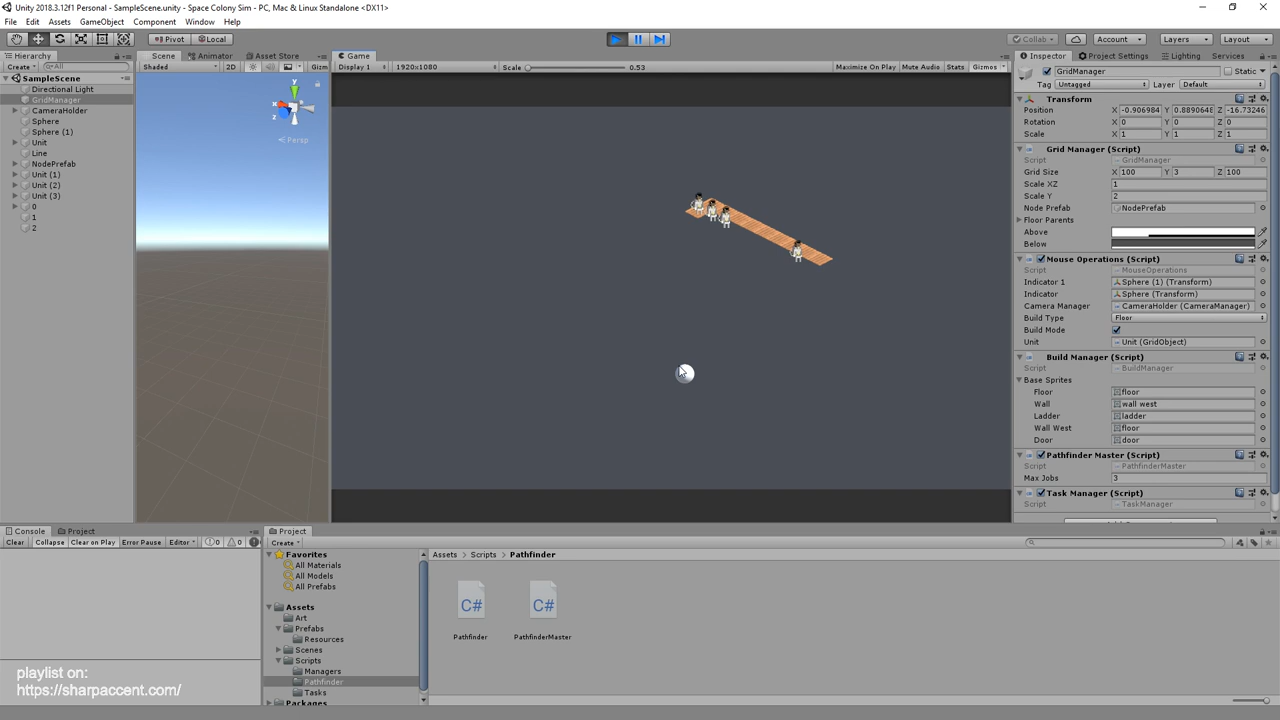 Unity 2018.3.12f1 Personal - SampleScene.unity - Space Colony Sim - PC, Mac & Linux Standalone <DX11>
File Edit Assets GameObject Component Window Help
Pivot Local Collab Account Layers Layout
Hierarchy Scene Animator Asset Store Game Inspector Project Settings Lighting Services
Create All Shaded 2D Gizm Display 1 1920x1080 Scale 0.53 Maximize On Play Mute Audio Stats Gizmos
SampleScene
Directional Light
GridManager
CameraHolder
Sphere
Sphere (1)
Unit
Line
NodePrefab
Unit (1)
Unit (2)
Unit (3)
0
1
2
y
x
z
Persp
GridManager Static
Tag Untagged Layer Default
Transform
Position X -0.906984 Y 0.8890648 Z -16.73246
Rotation X 0 Y 0 Z 0
Scale X 1 Y 1 Z 1
Grid Manager (Script)
Script GridManager
Grid Size X 100 Y 3 Z 100
Scale XZ 1
Scale Y 2
Node Prefab NodePrefab
Floor Parents
Above
Below
Mouse Operations (Script)
Script MouseOperations
Indicator 1 Sphere (1) (Transform)
Indicator Sphere (Transform)
Camera Manager CameraHolder (CameraManager)
Build Type Floor
Build Mode
Unit Unit (GridObject)
Build Manager (Script)
Script BuildManager
Base Sprites
Floor floor
Wall wall west
Ladder ladder
Wall West floor
Door door
Pathfinder Master (Script)
Script PathfinderMaster
Max Jobs 3
Task Manager (Script)
Script TaskManager
Console Project Project
Clear Collapse Clear on Play Error Pause Editor 0 0 Create
Favorites
All Materials
All Models
All Prefabs
Assets
Art
Prefabs
Resources
Scenes
Scripts
Managers
Pathfinder
Tasks
Packages
Assets Scripts Pathfinder
C# C#
Pathfinder PathfinderMaster
playlist on:
https://sharpaccent.com/